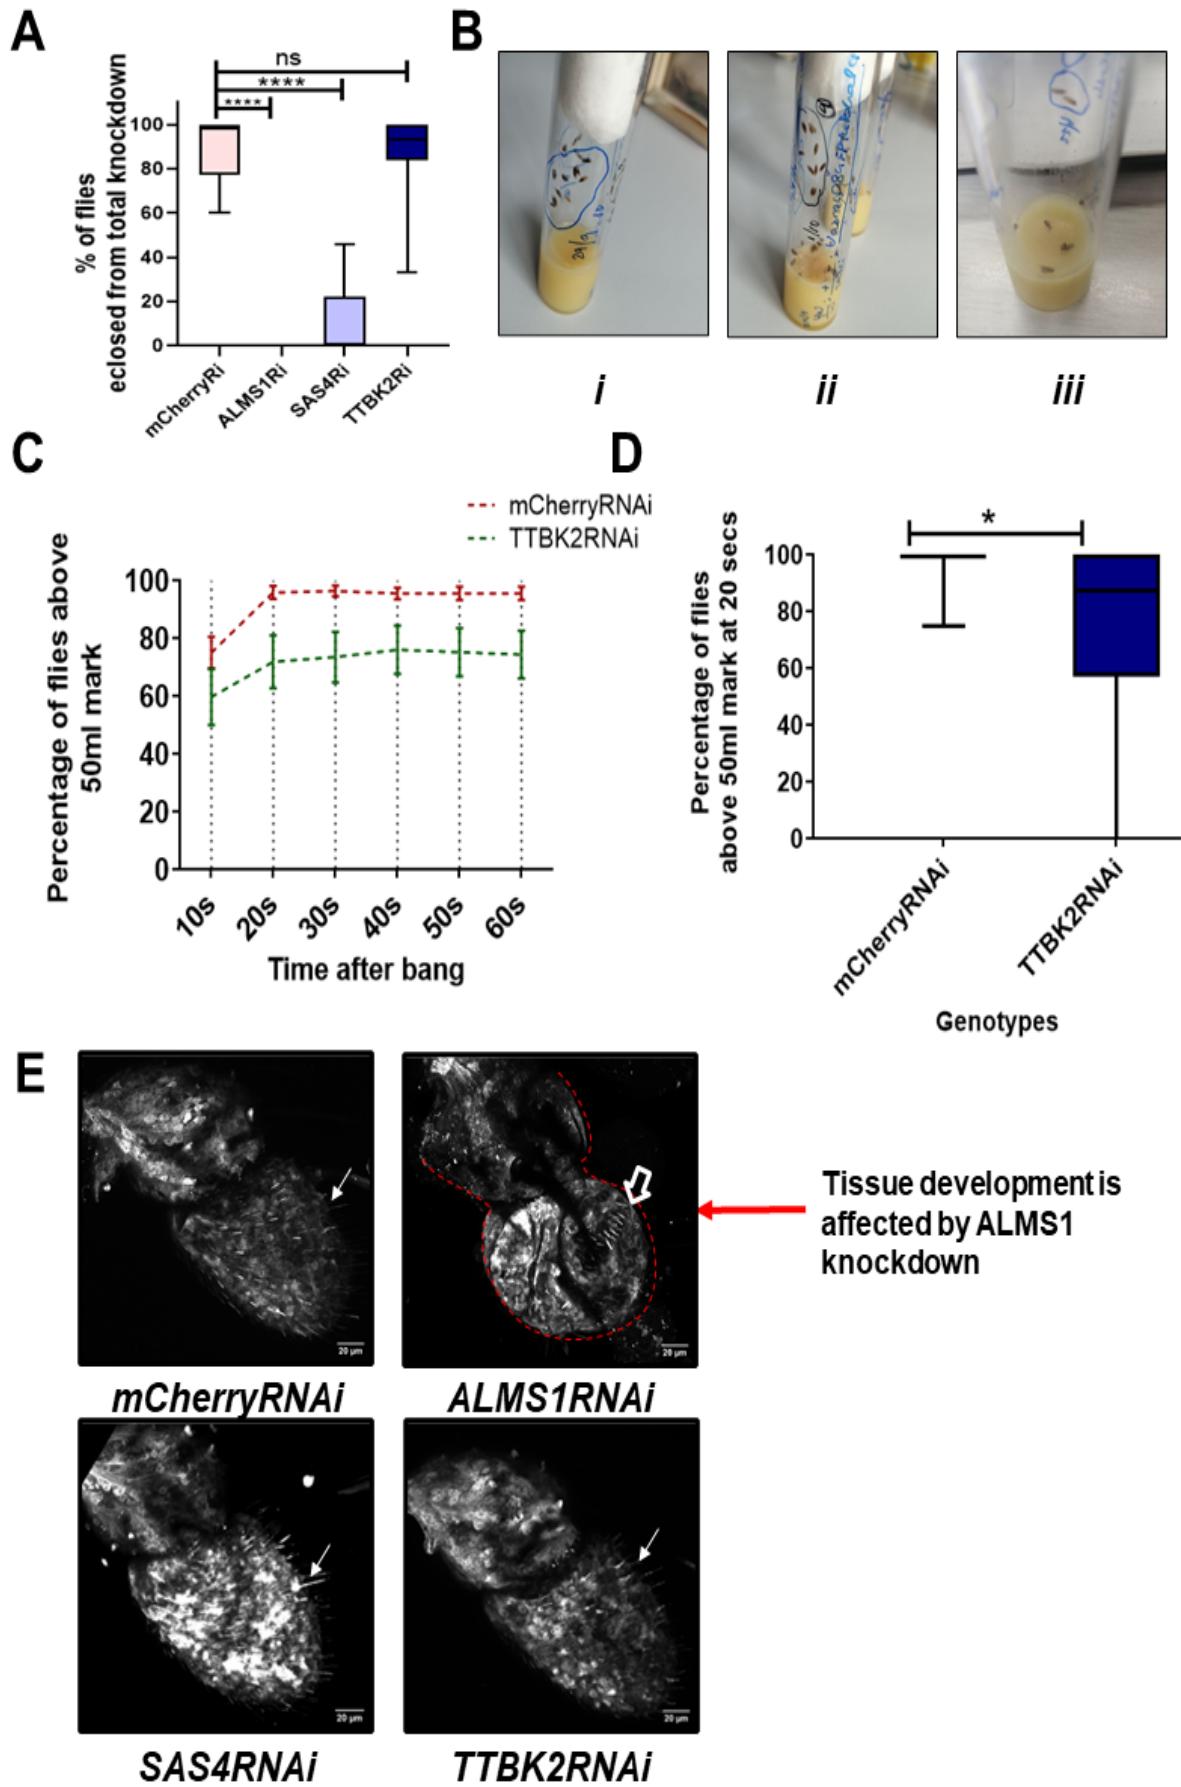 A
ns
****
****
% of flies
eclosed from total knockdown
100
80
60
40
20
0
mCherryRi
ALMS1Ri
SAS4Ri
TTBK2Ri
B
29/9
1/10
i
ii
iii
C
mCherryRNAi
TTBK2RNAi
Percentage of flies above
50ml mark
100
80
60
40
20
0
10s
20s
30s
40s
50s
60s
Time after bang
D
*
Percentage of flies
above 50ml mark at 20 secs
100
80
60
40
20
0
mCherryRNAi
TTBK2RNAi
Genotypes
E
20 µm
20 µm
mCherryRNAi
ALMS1RNAi
Tissue development is
affected by ALMS1
knockdown
20 µm
20 µm
SAS4RNAi
TTBK2RNAi